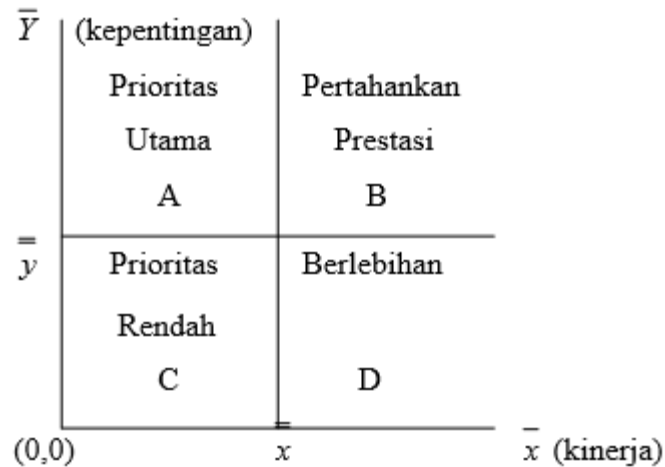 Y̅ (kepentingan)
Prioritas Pertahankan
Utama Prestasi
A B
y̿ Prioritas Berlebihan
Rendah
C D
(0,0) x̿ x̅ (kinerja)